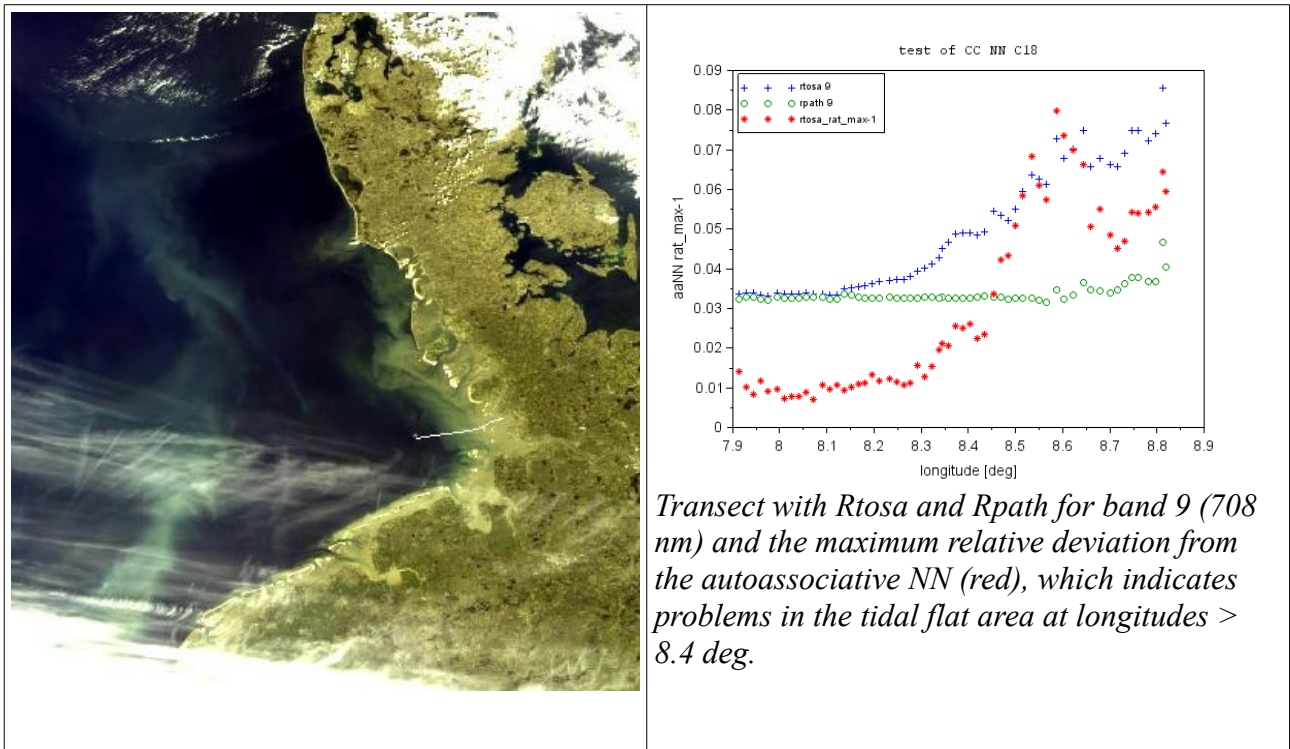 test of CC NN C18
0.09
0.08
0.07
0.06
0.05
0.04
0.03
0.02
0.01
0
aaNN rat_max-1
rtosa 9
rpath 9
rtosa_rat_max-1
7.9 8 8.1 8.2 8.3 8.4 8.5 8.6 8.7 8.8 8.9
longitude [deg]
Transect with Rtosa and Rpath for band 9 (708
nm) and the maximum relative deviation from
the autoassociative NN (red), which indicates
problems in the tidal flat area at longitudes >
8.4 deg.